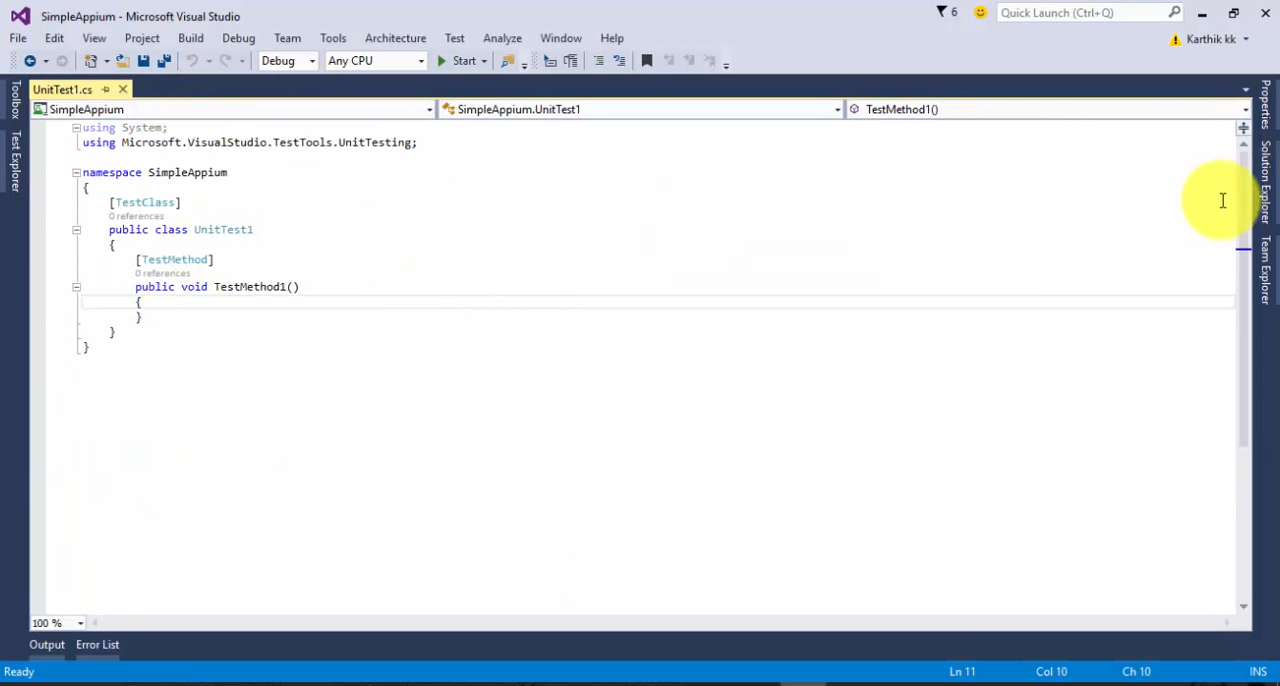 SimpleAppium - Microsoft Visual Studio
6
Quick Launch (Ctrl+Q)
File Edit View Project Build Debug Team Tools Architecture Test Analyze Window Help
Karthik kk
Debug Any CPU Start
UnitTest1.cs
SimpleAppium SimpleAppium.UnitTest1 TestMethod1()
Toolbox
Test Explorer
using System;
using Microsoft.VisualStudio.TestTools.UnitTesting;
namespace SimpleAppium
{
[TestClass]
0 references
public class UnitTest1
{
[TestMethod]
0 references
public void TestMethod1()
{
}
}
}
Properties
Solution Explorer
Team Explorer
100 %
Output Error List
Ready Ln 11 Col 10 Ch 10 INS